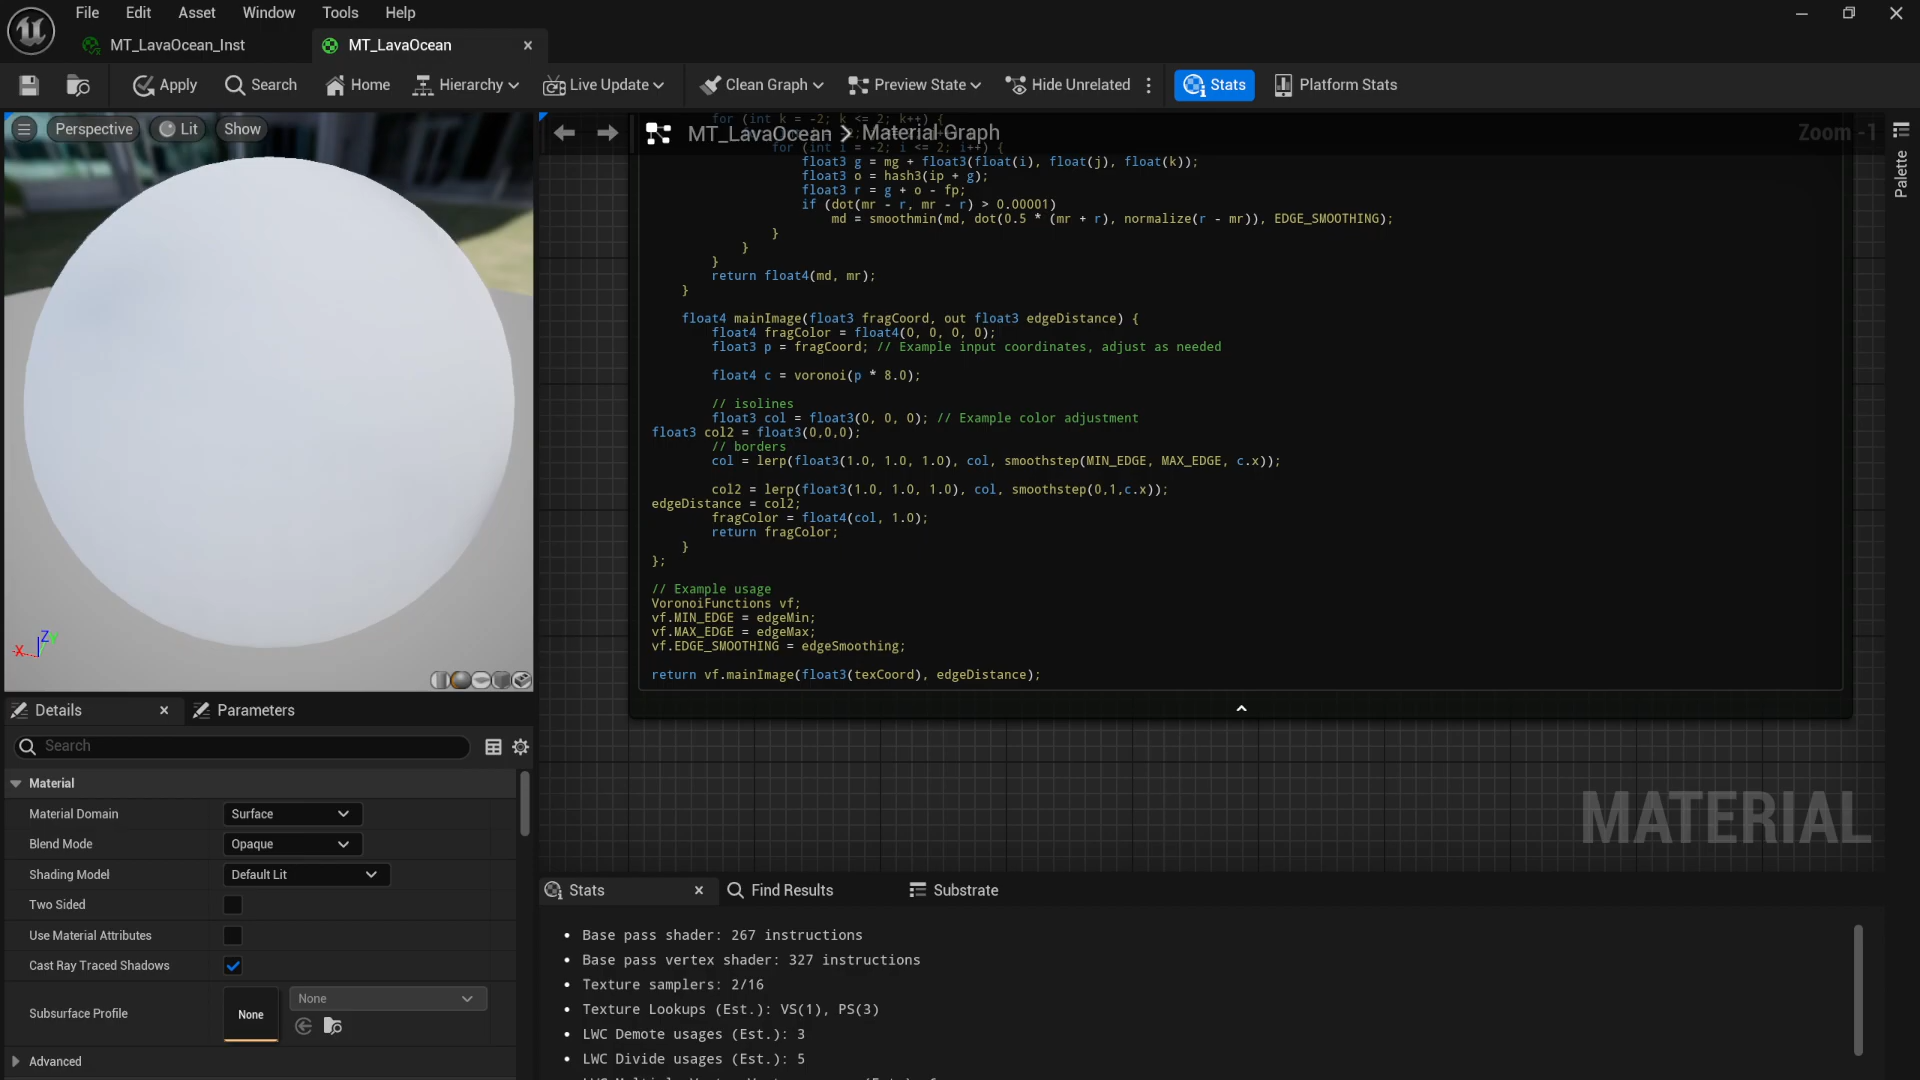 File Edit Asset Window Tools Help
MT_LavaOcean_Inst
MT_LavaOcean
Apply Search Home Hierarchy Live Update Clean Graph Preview State Hide Unrelated Stats Platform Stats
Perspective Lit Show
MT_LavaOcean > Material Graph
Zoom -1
Palette
for (int k = -2; k <= 2; k++) {
for (int i = -2; i <= 2; i++) {
float3 g = mg + float3(float(i), float(j), float(k));
float3 o = hash3(ip + g);
float3 r = g + o - fp;
if (dot(mr - r, mr - r) > 0.00001)
md = smoothmin(md, dot(0.5 * (mr + r), normalize(r - mr)), EDGE_SMOOTHING);
}
}
}
return float4(md, mr);
}
float4 mainImage(float3 fragCoord, out float3 edgeDistance) {
float4 fragColor = float4(0, 0, 0, 0);
float3 p = fragCoord; // Example input coordinates, adjust as needed
float4 c = voronoi(p * 8.0);
// isolines
float3 col = float3(0, 0, 0); // Example color adjustment
float3 col2 = float3(0,0,0);
// borders
col = lerp(float3(1.0, 1.0, 1.0), col, smoothstep(MIN_EDGE, MAX_EDGE, c.x));
col2 = lerp(float3(1.0, 1.0, 1.0), col, smoothstep(0,1,c.x));
edgeDistance = col2;
fragColor = float4(col, 1.0);
return fragColor;
}
};
// Example usage
VoronoiFunctions vf;
vf.MIN_EDGE = edgeMin;
vf.MAX_EDGE = edgeMax;
vf.EDGE_SMOOTHING = edgeSmoothing;
return vf.mainImage(float3(texCoord), edgeDistance);
MATERIAL
X Z Y
Details
Parameters
Search
Material
Material Domain Surface
Blend Mode Opaque
Shading Model Default Lit
Two Sided
Use Material Attributes
Cast Ray Traced Shadows
Subsurface Profile None None
Advanced
Stats
Find Results
Substrate
• Base pass shader: 267 instructions
• Base pass vertex shader: 327 instructions
• Texture samplers: 2/16
• Texture Lookups (Est.): VS(1), PS(3)
• LWC Demote usages (Est.): 3
• LWC Divide usages (Est.): 5